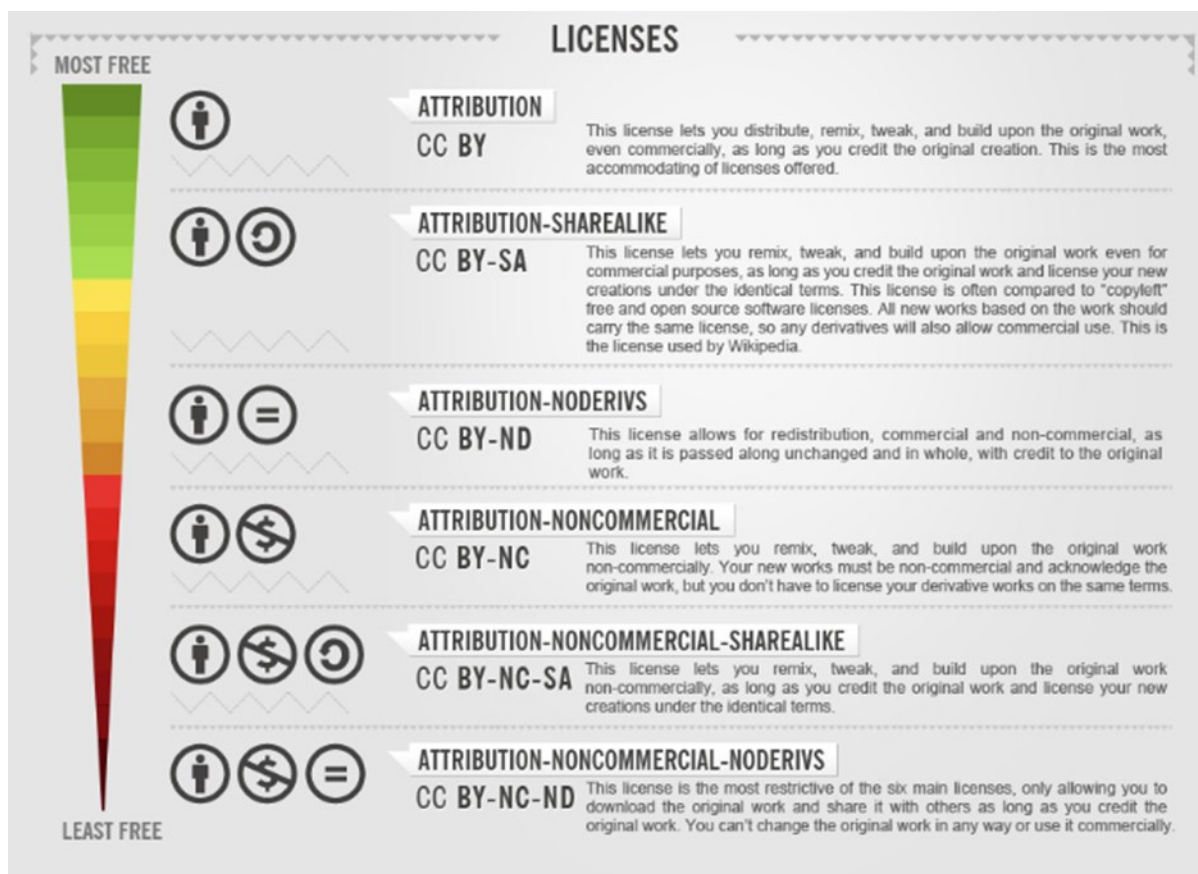 LICENSES
MOST FREE
ATTRIBUTION
CC BY
This license lets you distribute, remix, tweak, and build upon the original work,
even commercially, as long as you credit the original creation. This is the most
accommodating of licenses offered.
ATTRIBUTION-SHAREALIKE
CC BY-SA
This license lets you remix, tweak, and build upon the original work even for
commercial purposes, as long as you credit the original work and license your new
creations under the identical terms. This license is often compared to "copyleft"
free and open source software licenses. All new works based on the work should
carry the same license, so any derivatives will also allow commercial use. This is
the license used by Wikipedia.
ATTRIBUTION-NODERIVS
CC BY-ND
This license allows for redistribution, commercial and non-commercial, as
long as it is passed along unchanged and in whole, with credit to the original
work.
ATTRIBUTION-NONCOMMERCIAL
CC BY-NC
This license lets you remix, tweak, and build upon the original work
non-commercially. Your new works must be non-commercial and acknowledge the
original work, but you don't have to license your derivative works on the same terms.
ATTRIBUTION-NONCOMMERCIAL-SHAREALIKE
CC BY-NC-SA
This license lets you remix, tweak, and build upon the original work
non-commercially, as long as you credit the original work and license your new
creations under the identical terms.
ATTRIBUTION-NONCOMMERCIAL-NODERIVS
CC BY-NC-ND
This license is the most restrictive of the six main licenses, only allowing you to
download the original work and share it with others as long as you credit the
original work. You can't change the original work in any way or use it commercially.
LEAST FREE